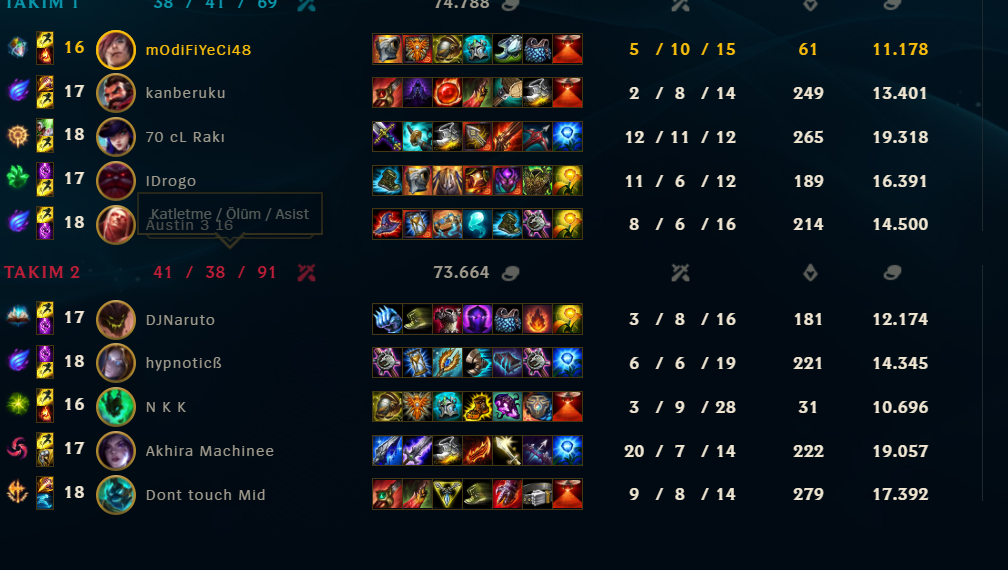 TAKIM 1 38 / 41 / 69 74.788
16 mOdiFiYeCi48 5 / 10 / 15 61 11.178
17 kanberuku 2 / 8 / 14 249 13.401
18 70 cL Rakı 12 / 11 / 12 265 19.318
17 IDrogo 11 / 6 / 12 189 16.391
Katletme / Ölüm / Asist
18 Austin 3 16 8 / 6 / 16 214 14.500
TAKIM 2 41 / 38 / 91 73.664
17 DJNaruto 3 / 8 / 16 181 12.174
18 hypnoticß 6 / 6 / 19 221 14.345
16 N K K 3 / 9 / 28 31 10.696
17 Akhira Machinee 20 / 7 / 14 222 19.057
18 Dont touch Mid 9 / 8 / 14 279 17.392